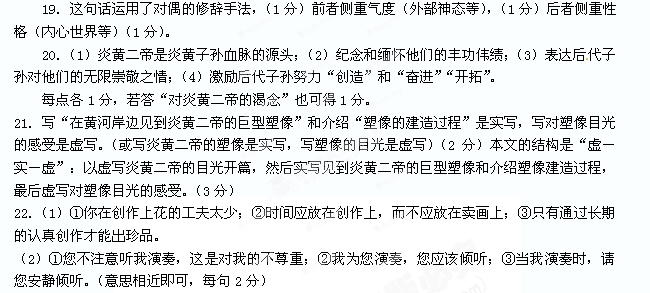 19. 这句话运用了对偶的修辞手法，（1 分）前者侧重气度（外部神态等），（1 分）后者侧重性
格（内心世界等）（1 分）。
20.（1）炎黄二帝是炎黄子孙血脉的源头；（2）纪念和缅怀他们的丰功伟绩；（3）表达后代子
孙对他们的无限崇敬之情；（4）激励后代子孙努力“创造”和“奋进”“开拓”。
每点各 1 分，若答“对炎黄二帝的渴念”也可得 1 分。
21. 写“在黄河岸边见到炎黄二帝的巨型塑像”和介绍“塑像的建造过程”是实写，写对塑像目光
的感受是虚写。（或写炎黄二帝的塑像是实写，写塑像的目光是虚写）（2 分）本文的结构是“虚—
实—虚”：以虚写炎黄二帝的目光开篇，然后实写见到炎黄二帝的巨型塑像和介绍塑像建造过程，
最后虚写对塑像目光的感受。（3 分）
22.（1）①你在创作上花的工夫太少；②时间应放在创作上，而不应放在卖画上；③只有通过长期
的认真创作才能出珍品。
（2）①您不注意听我演奏，这是对我的不尊重；②我为您演奏，您应该倾听；③当我演奏时，请
您安静倾听。（意思相近即可，每句 2 分）